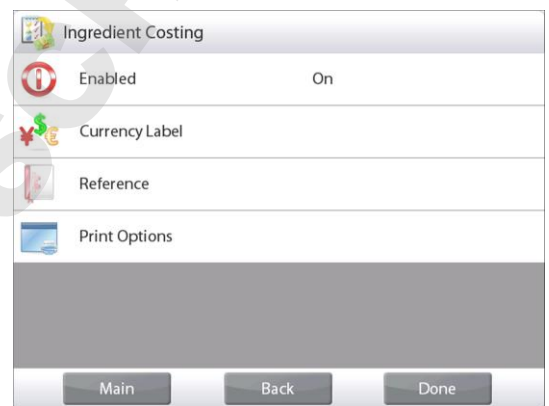 Ingredient Costing
Enabled On
Currency Label
Reference
Print Options
Main Back Done